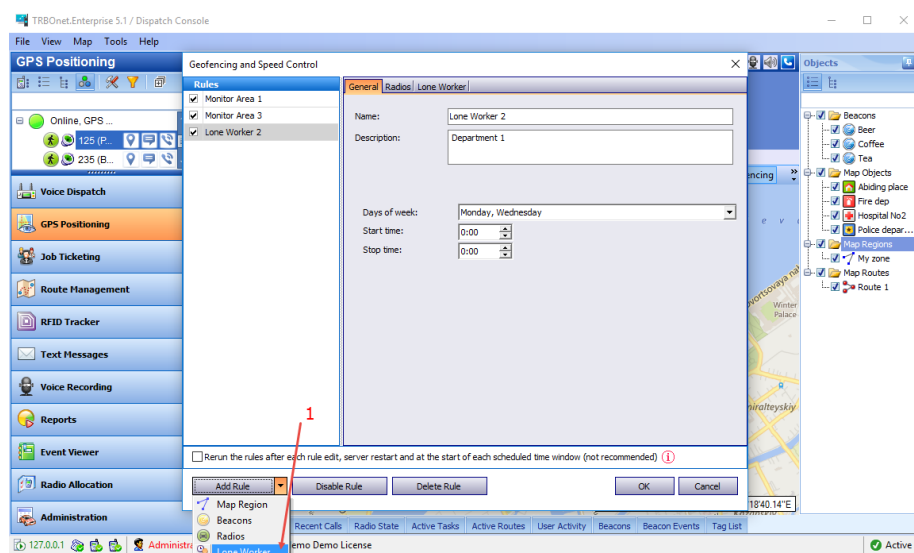 TRBOnet.Enterprise 5.1 / Dispatch Console
File View Map Tools Help
GPS Positioning
Online, GPS ...
125 (P...
235 (B...
Voice Dispatch
GPS Positioning
Job Ticketing
Route Management
RFID Tracker
Text Messages
Voice Recording
Reports
Event Viewer
Radio Allocation
Administration
Geofencing and Speed Control
Rules
Monitor Area 1
Monitor Area 3
Lone Worker 2
General Radios Lone Worker
Name: Lone Worker 2
Description: Department 1
Days of week: Monday, Wednesday
Start time: 0:00
Stop time: 0:00
1
Rerun the rules after each rule edit, server restart and at the start of each scheduled time window (not recommended) i
Add Rule Disable Rule Delete Rule OK Cancel
Map Region
Beacons
Radios
Lone Worker
encing
e v
Winter
Palace
miralteyskiy
18'40.14"E
Recent Calls Radio State Active Tasks Active Routes User Activity Beacons Beacon Events Tag List
Objects
Beacons
Beer
Coffee
Tea
Map Objects
Abiding place
Fire dep
Hospital No2
Police depar...
Map Regions
My zone
Map Routes
Route 1
127.0.0.1 Administra emo Demo License Active